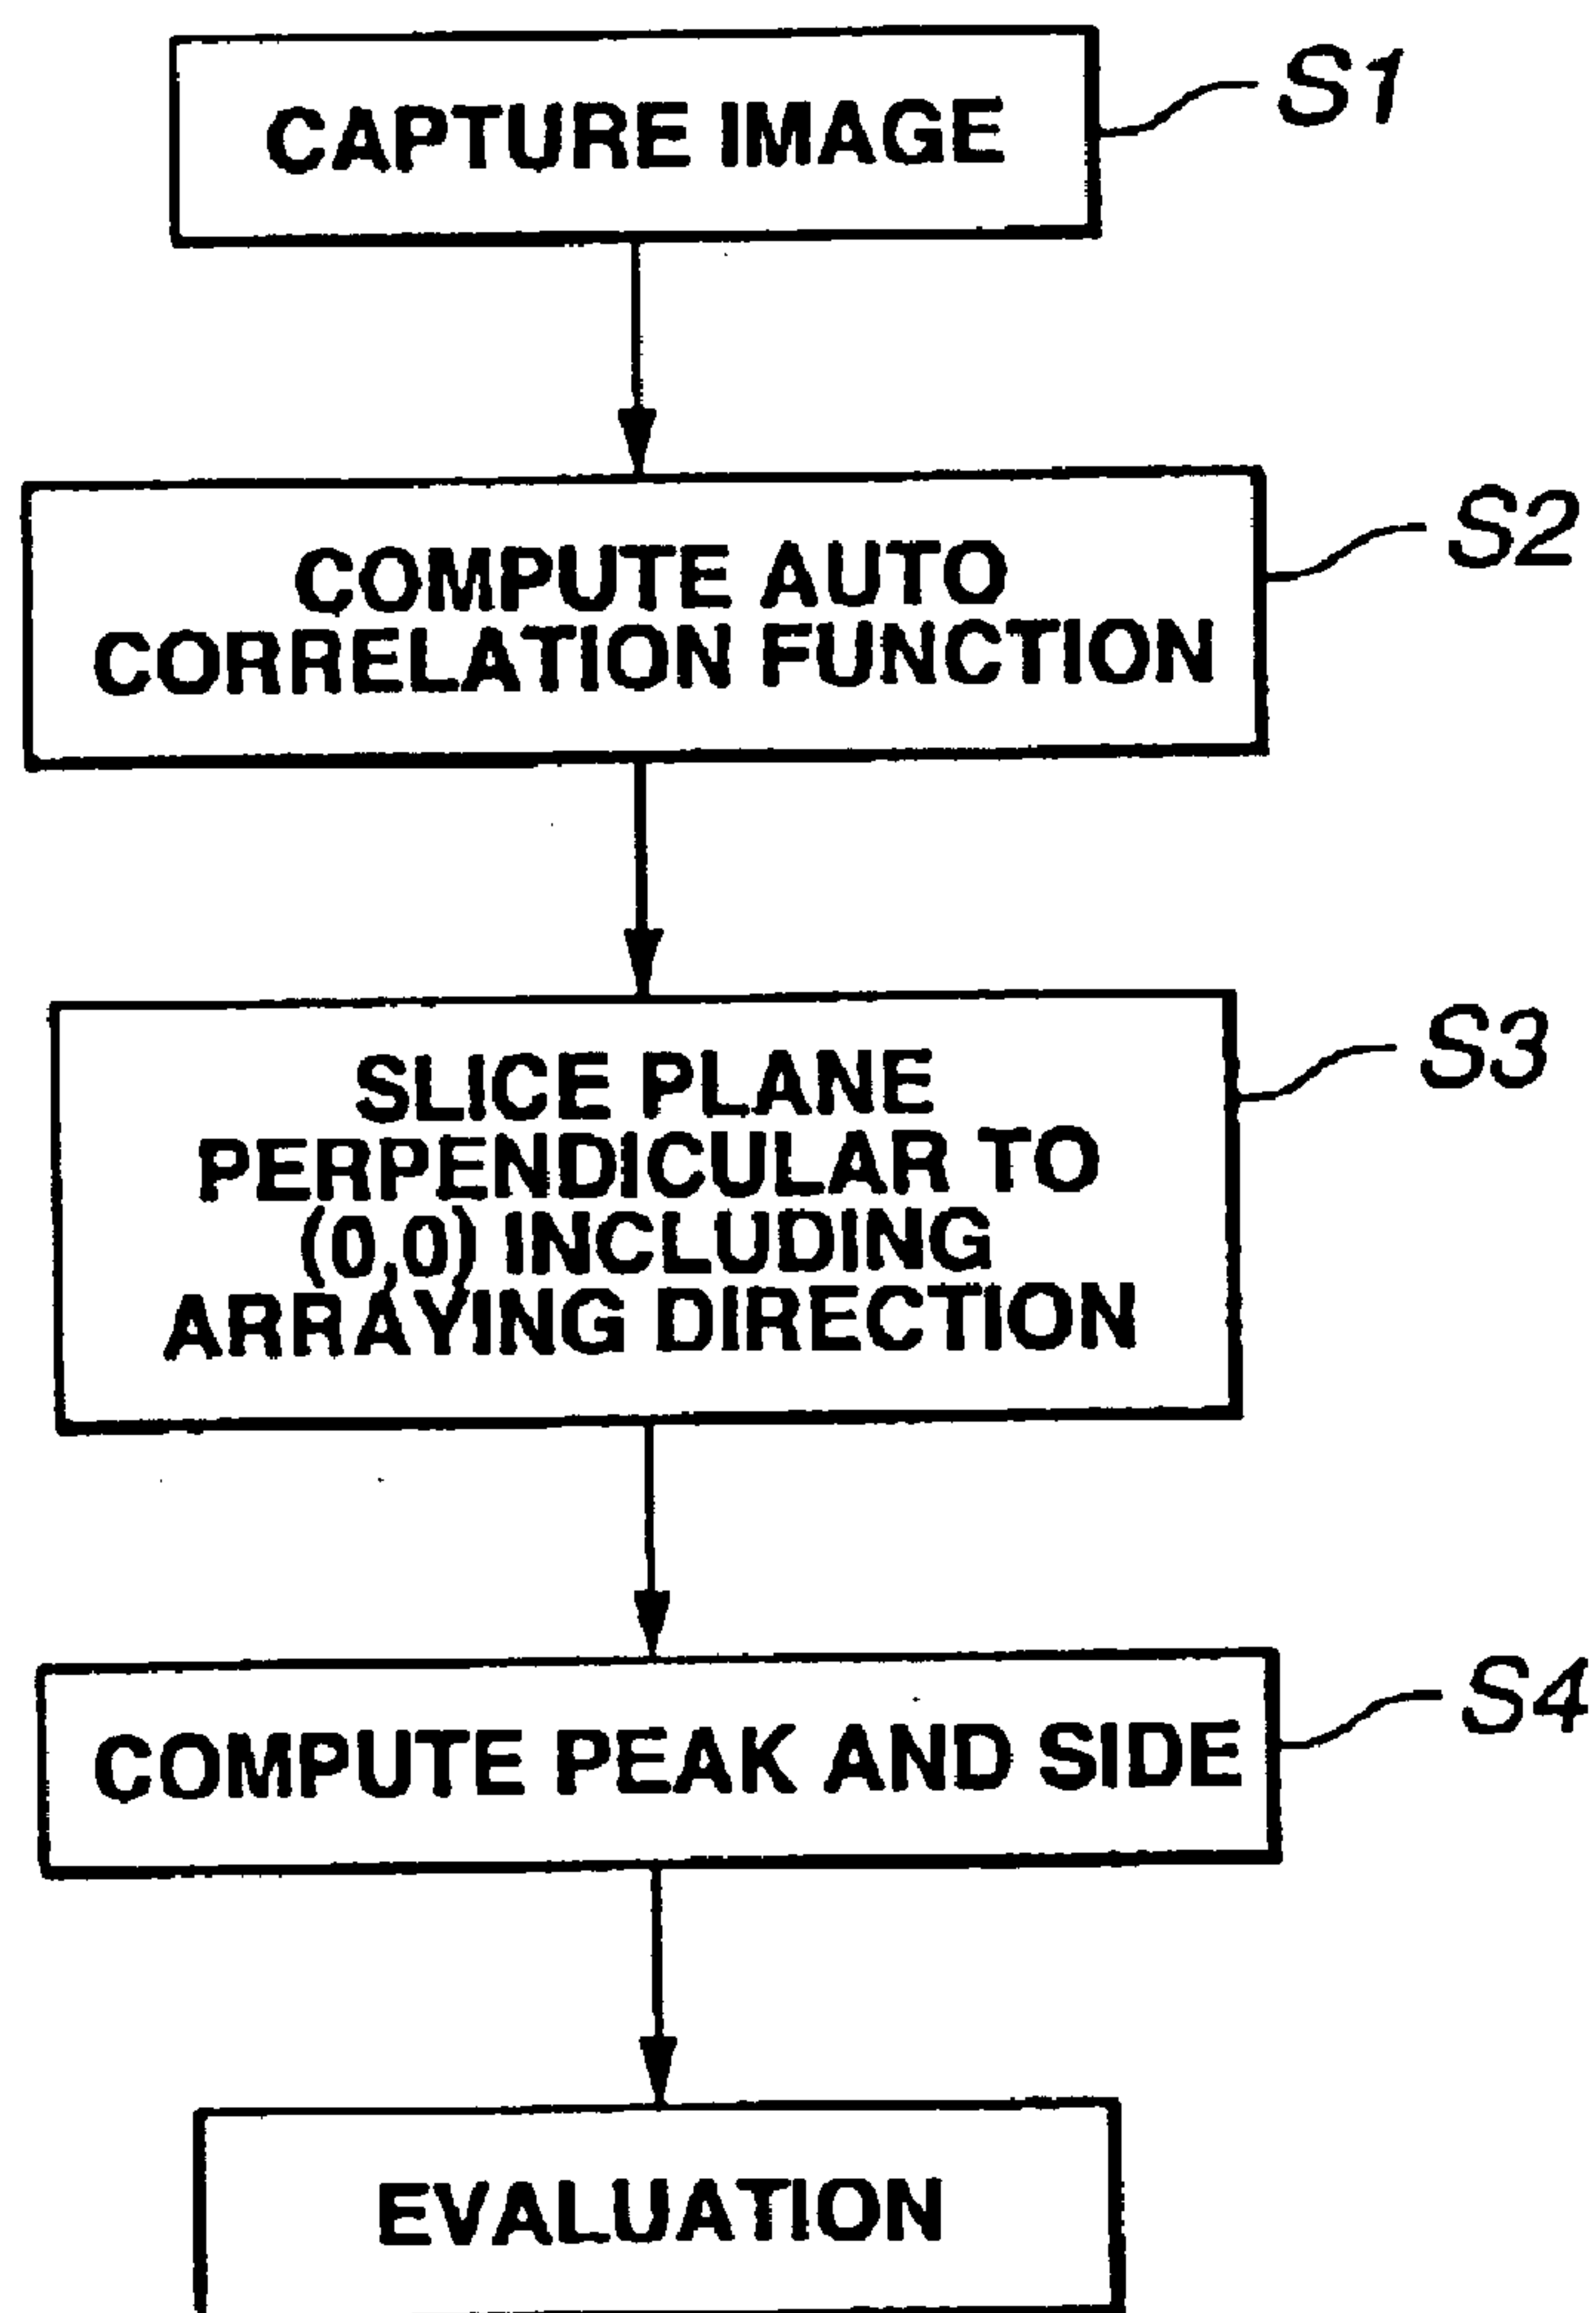 CAPTURE IMAGE
S1
COMPUTE AUTO
CORRELATION FUNCTION
S2
SLICE PLANE
PERPENDICULAR TO
(0,0) INCLUDING
ARRAYING DIRECTION
S3
COMPUTE PEAK AND SIDE
S4
EVALUATION